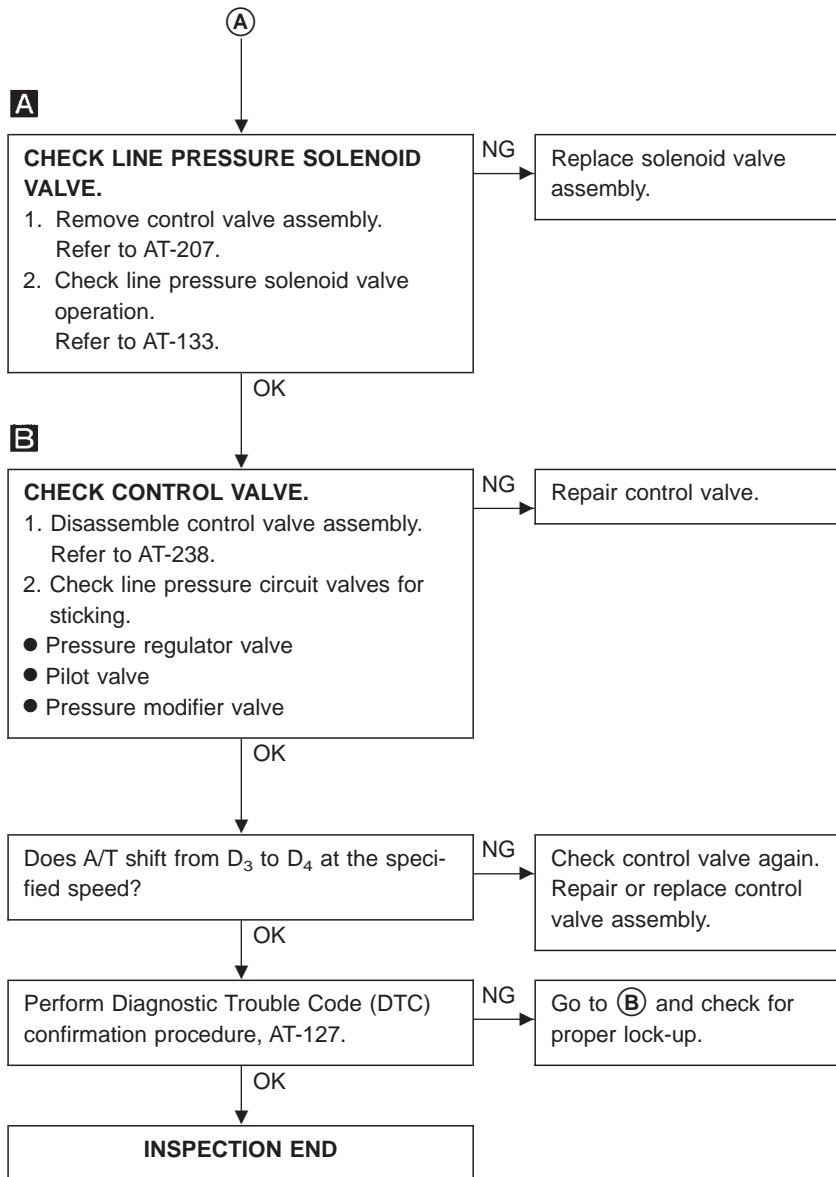 A
A
CHECK LINE PRESSURE SOLENOID
VALVE.
1. Remove control valve assembly.
Refer to AT-207.
2. Check line pressure solenoid valve
operation.
Refer to AT-133.
NG
Replace solenoid valve
assembly.
OK
B
CHECK CONTROL VALVE.
1. Disassemble control valve assembly.
Refer to AT-238.
2. Check line pressure circuit valves for
sticking.
● Pressure regulator valve
● Pilot valve
● Pressure modifier valve
NG
Repair control valve.
OK
Does A/T shift from D3 to D4 at the speci-
fied speed?
NG
Check control valve again.
Repair or replace control
valve assembly.
OK
Perform Diagnostic Trouble Code (DTC)
confirmation procedure, AT-127.
NG
Go to B and check for
proper lock-up.
OK
INSPECTION END